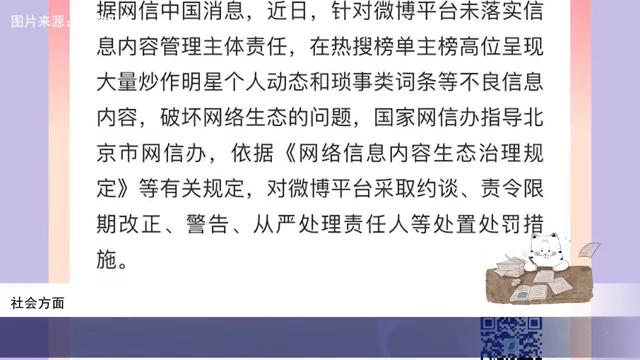 图片来源：
据网信中国消息，近日，针对微博平台未落实信
息内容管理主体责任，在热搜榜单主榜高位呈现
大量炒作明星个人动态和琐事类词条等不良信息
内容，破坏网络生态的问题，国家网信办指导北
京市网信办，依据《网络信息内容生态治理规
定》等有关规定，对微博平台采取约谈、责令限
期改正、警告、从严处理责任人等处置处罚措
施。
社会方面